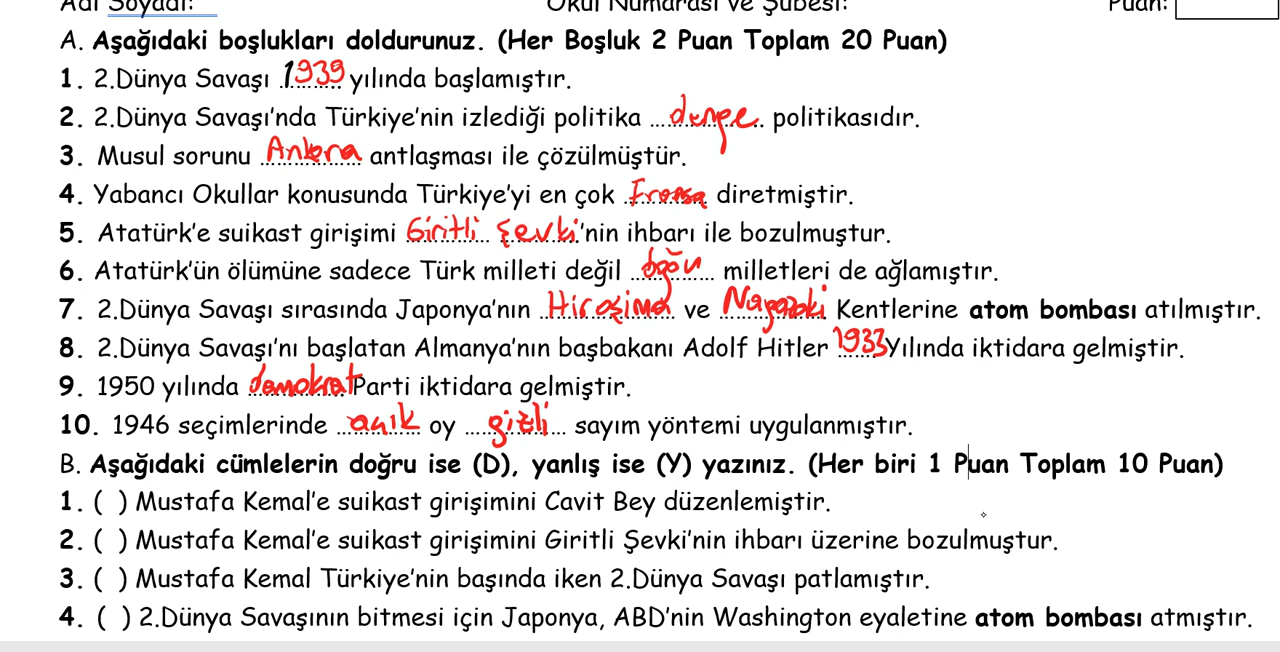 Adı Soyadı: Okul Numarası ve Şubesi: Puan:
A. Aşağıdaki boşlukları doldurunuz. (Her Boşluk 2 Puan Toplam 20 Puan)
1. 2.Dünya Savaşı 1939 yılında başlamıştır.
2. 2.Dünya Savaşı'nda Türkiye'nin izlediği politika denge politikasıdır.
3. Musul sorunu Ankara antlaşması ile çözülmüştür.
4. Yabancı Okullar konusunda Türkiye'yi en çok Fransa diretmiştir.
5. Atatürk'e suikast girişimi Giritli Şevki'nin ihbarı ile bozulmuştur.
6. Atatürk'ün ölümüne sadece Türk milleti değil milletleri de ağlamıştır.
7. 2.Dünya Savaşı sırasında Japonya'nın Hiroşima ve Nagazaki Kentlerine atom bombası atılmıştır.
8. 2.Dünya Savaşı'nı başlatan Almanya'nın başbakanı Adolf Hitler 1933 Yılında iktidara gelmiştir.
9. 1950 yılında demokrat Parti iktidara gelmiştir.
10. 1946 seçimlerinde açık oy gizli sayım yöntemi uygulanmıştır.
B. Aşağıdaki cümlelerin doğru ise (D), yanlış ise (Y) yazınız. (Her biri 1 Puan Toplam 10 Puan)
1. ( ) Mustafa Kemal'e suikast girişimini Cavit Bey düzenlemiştir.
2. ( ) Mustafa Kemal'e suikast girişimini Giritli Şevki'nin ihbarı üzerine bozulmuştur.
3. ( ) Mustafa Kemal Türkiye'nin başında iken 2.Dünya Savaşı patlamıştır.
4. ( ) 2.Dünya Savaşının bitmesi için Japonya, ABD'nin Washington eyaletine atom bombası atmıştır.